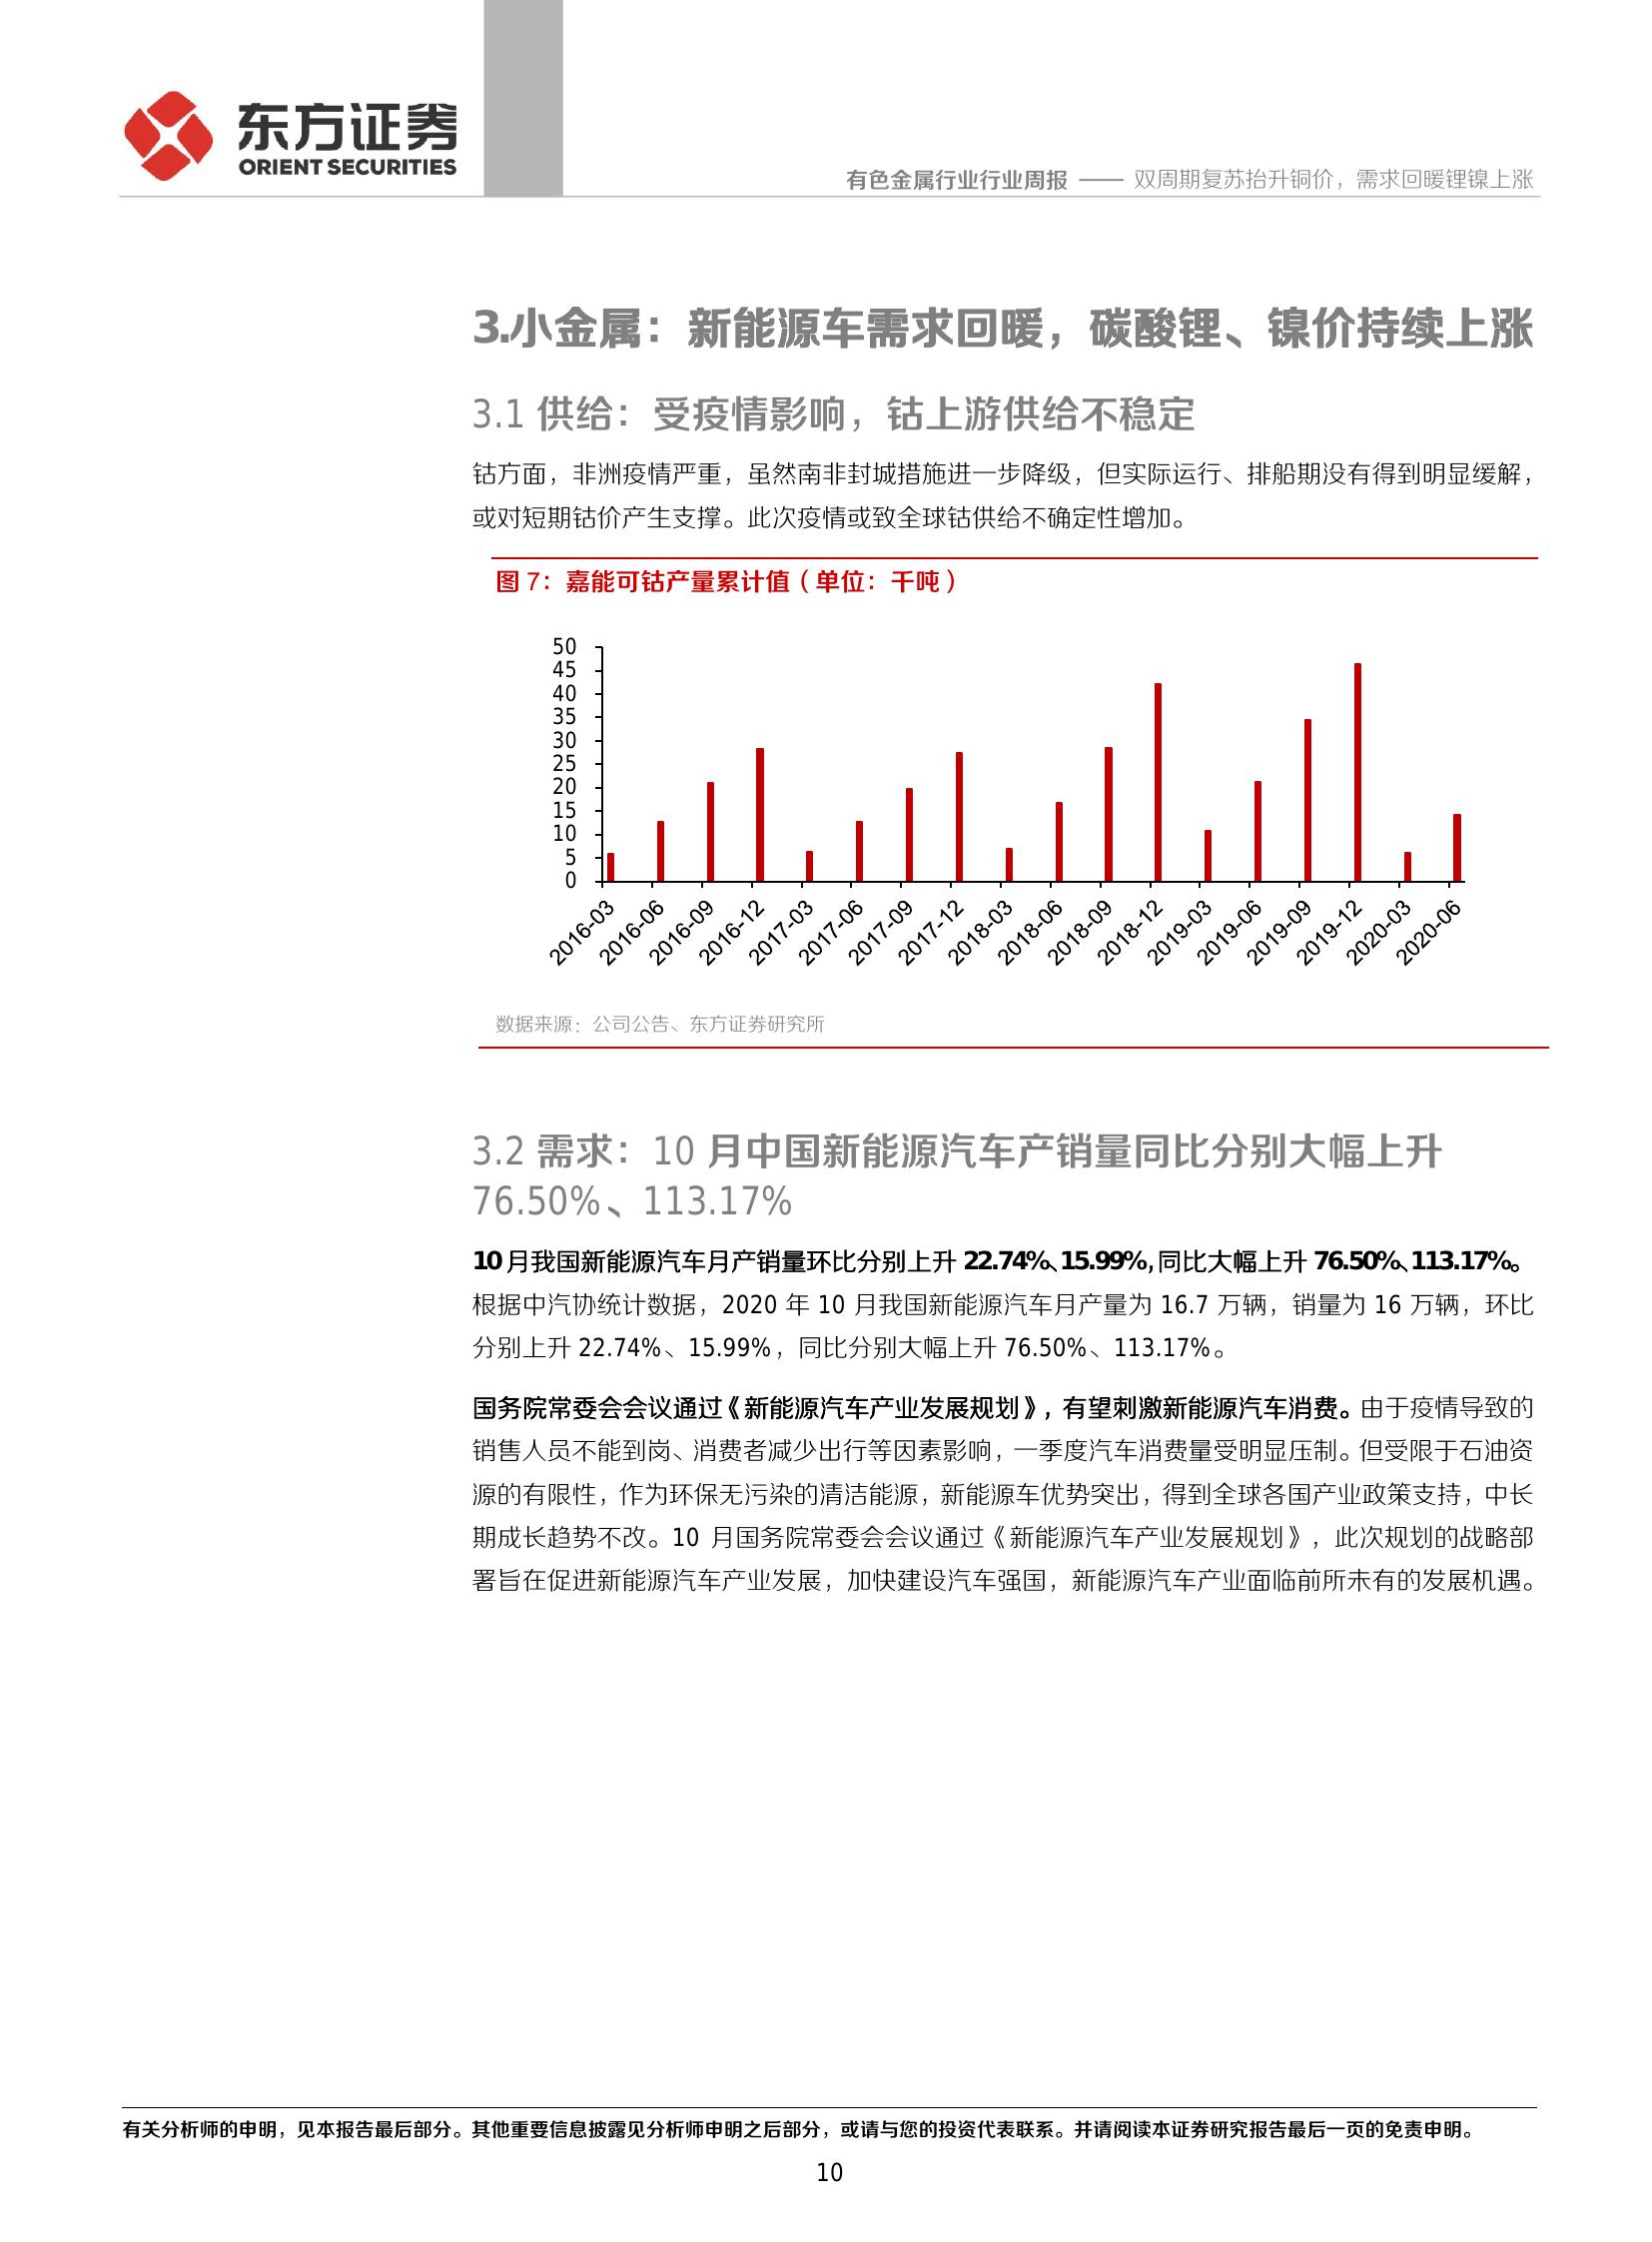 东方证券
ORIENT SECURITIES
有色金属行业行业周报 —— 双周期复苏抬升铜价，需求回暖锂镍上涨
3.小金属：新能源车需求回暖，碳酸锂、镍价持续上涨
3.1 供给：受疫情影响，钴上游供给不稳定
钴方面，非洲疫情严重，虽然南非封城措施进一步降级，但实际运行、排船期没有得到明显缓解，
或对短期钴价产生支撑。此次疫情或致全球钴供给不确定性增加。
图 7：嘉能可钴产量累计值（单位：千吨）
50
45
40
35
30
25
20
15
10
5
0
2016-03
2016-06
2016-09
2016-12
2017-03
2017-06
2017-09
2017-12
2018-03
2018-06
2018-09
2018-12
2019-03
2019-06
2019-09
2019-12
2020-03
2020-06
数据来源：公司公告、东方证券研究所
3.2 需求：10 月中国新能源汽车产销量同比分别大幅上升
76.50%、113.17%
10 月我国新能源汽车月产销量环比分别上升 22.74%、15.99%,同比大幅上升 76.50%、113.17%。
根据中汽协统计数据，2020 年 10 月我国新能源汽车月产量为 16.7 万辆，销量为 16 万辆，环比
分别上升 22.74%、15.99%，同比分别大幅上升 76.50%、113.17%。
国务院常委会会议通过《新能源汽车产业发展规划》，有望刺激新能源汽车消费。由于疫情导致的
销售人员不能到岗、消费者减少出行等因素影响，一季度汽车消费量受明显压制。但受限于石油资
源的有限性，作为环保无污染的清洁能源，新能源车优势突出，得到全球各国产业政策支持，中长
期成长趋势不改。10 月国务院常委会会议通过《新能源汽车产业发展规划》，此次规划的战略部
署旨在促进新能源汽车产业发展，加快建设汽车强国，新能源汽车产业面临前所未有的发展机遇。
有关分析师的申明，见本报告最后部分。其他重要信息披露见分析师申明之后部分，或请与您的投资代表联系。并请阅读本证券研究报告最后一页的免责申明。
10